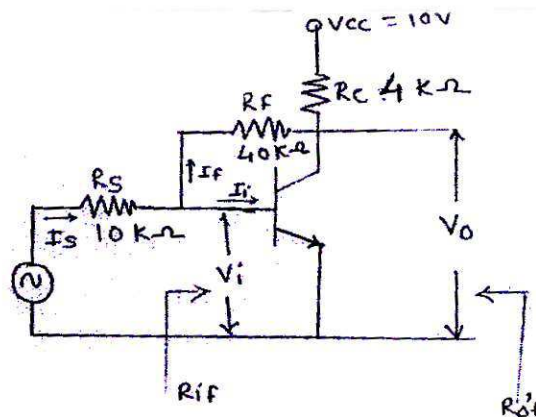 VCC = 10V
RC 4 KΩ
RF
40KΩ
If
Ii
RS
10 KΩ
Is
Vi
Vo
Rif